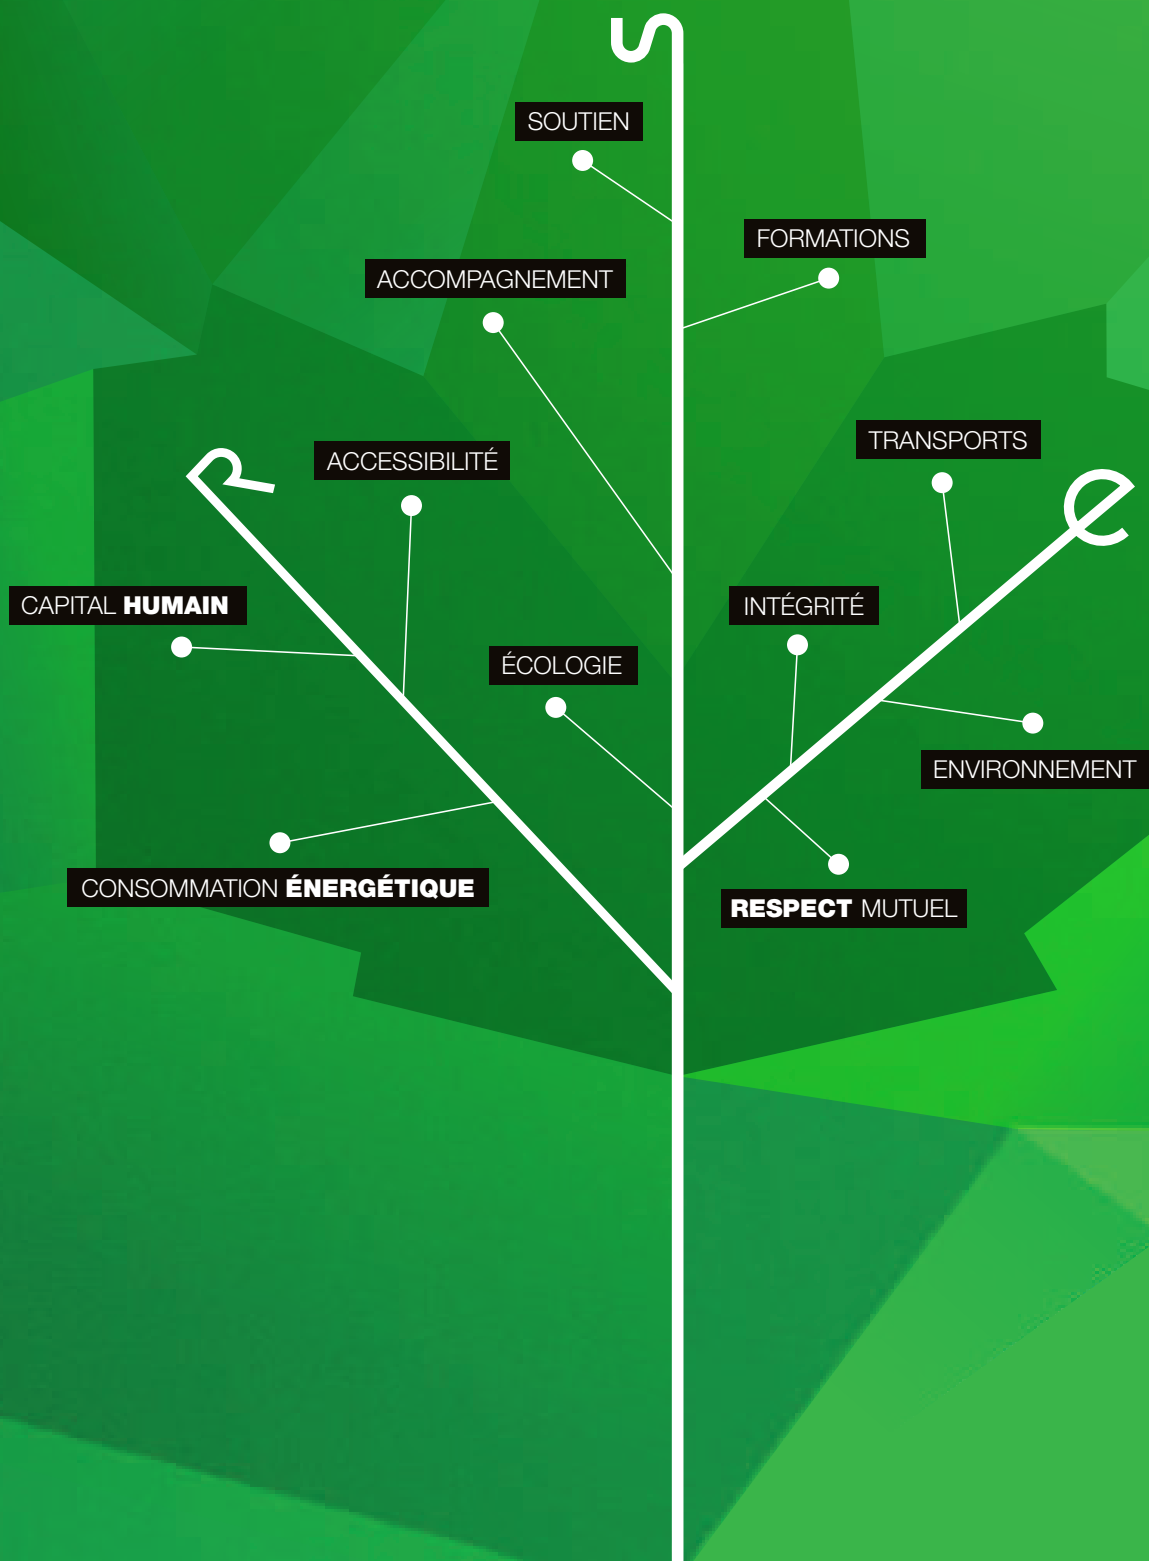 S
SOUTIEN
FORMATIONS
ACCOMPAGNEMENT
TRANSPORTS
R
ACCESSIBILITÉ
e
CAPITAL HUMAIN
INTÉGRITÉ
ÉCOLOGIE
ENVIRONNEMENT
CONSOMMATION ÉNERGÉTIQUE
RESPECT MUTUEL